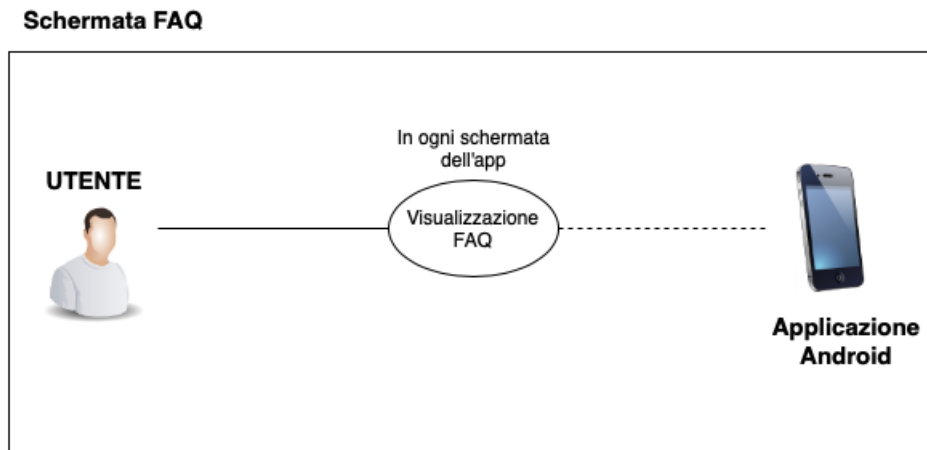 Schermata FAQ
In ogni schermata
dell'app
UTENTE
Visualizzazione
FAQ
Applicazione
Android